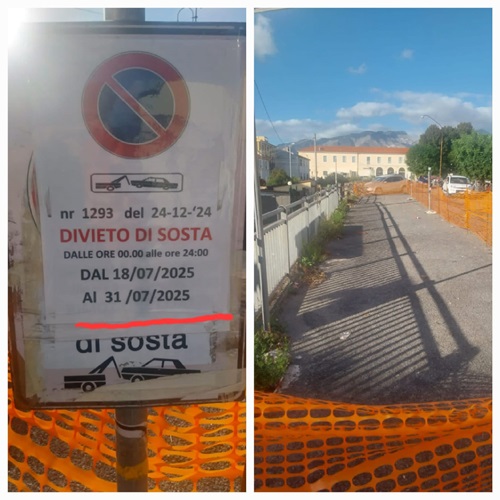 nr 1293 del 24-12-'24
DIVIETO DI SOSTA
DALLE ORE 00.00 alle ore 24:00
DAL 18/07/2025
Al 31/07/2025
di sosta